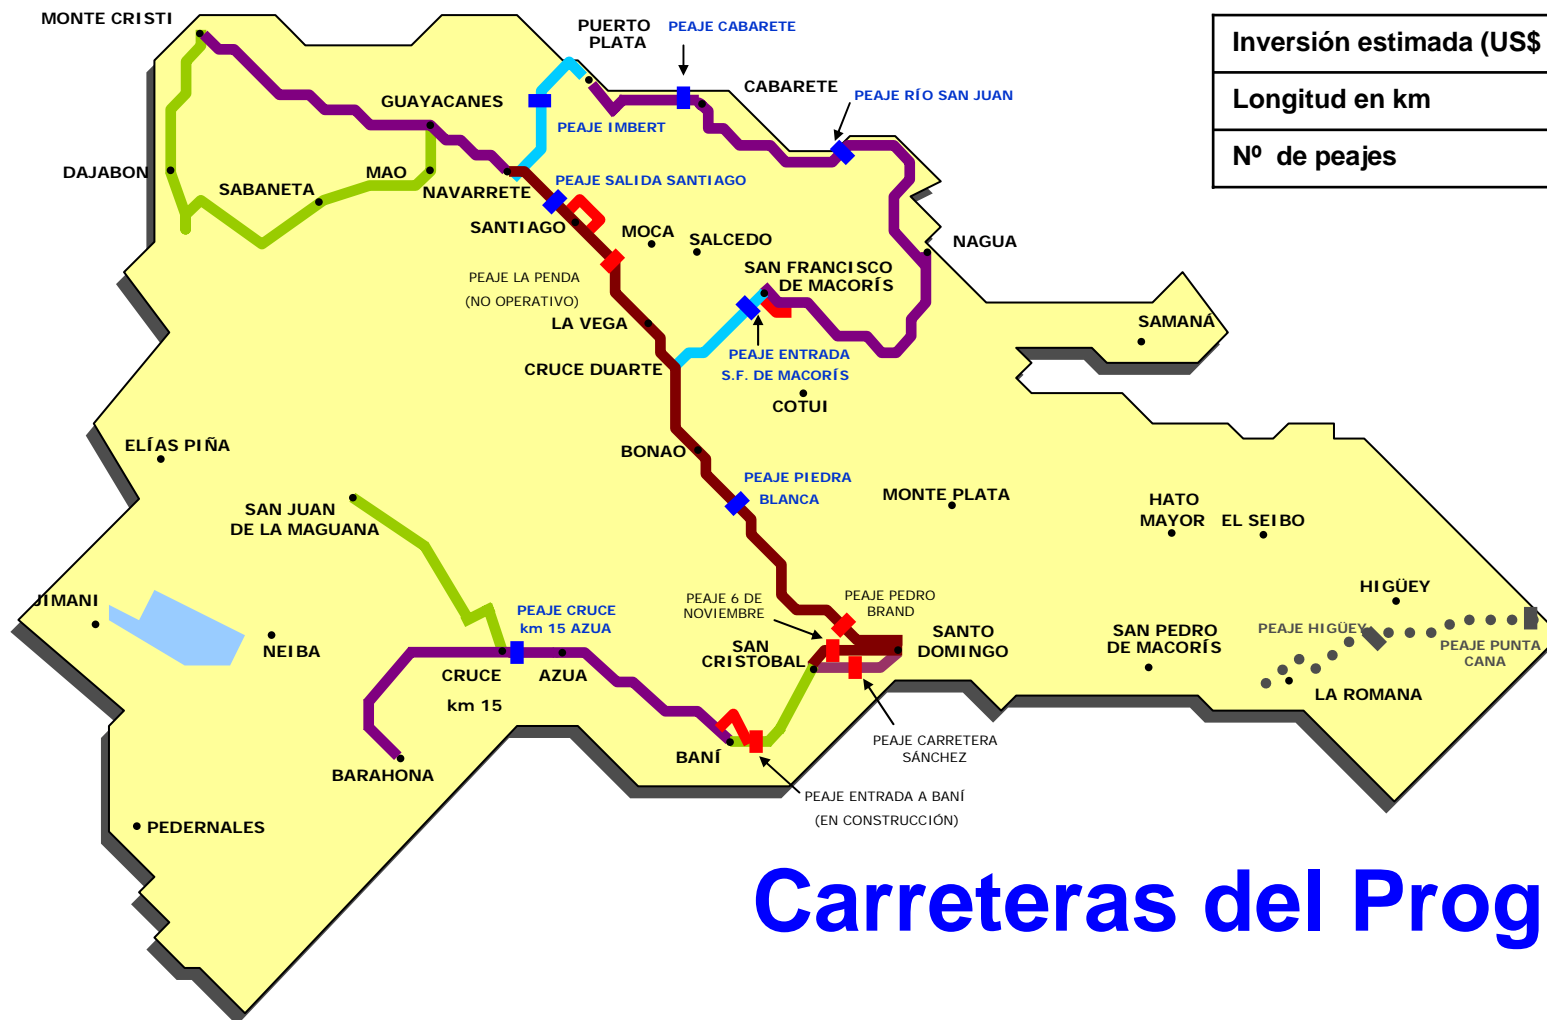 MONTE CRISTI
PUERTO
PLATA
PEAJE CABARETE
Inversión estimada (US$
Longitud en km
Nº de peajes
CABARETE
PEAJE RÍO SAN JUAN
GUAYACANES
PEAJE IMBERT
DAJABON
SABANETA
MAO
NAVARRETE
PEAJE SALIDA SANTIAGO
SANTIAGO
MOCA
SALCEDO
NAGUA
PEAJE LA PENDA
(NO OPERATIVO)
SAN FRANCISCO
DE MACORÍS
LA VEGA
SAMANÁ
CRUCE DUARTE
PEAJE ENTRADA
S.F. DE MACORÍS
COTUI
ELÍAS PIÑA
BONAO
PEAJE PIEDRA
BLANCA
SAN JUAN
DE LA MAGUANA
MONTE PLATA
HATO
MAYOR
EL SEIBO
JIMANI
NEIBA
PEAJE CRUCE
km 15 AZUA
PEAJE 6 DE
NOVIEMBRE
PEAJE PEDRO
BRAND
HIGÜEY
CRUCE
km 15
AZUA
SAN
CRISTOBAL
SANTO
DOMINGO
SAN PEDRO
DE MACORÍS
PEAJE HIGÜEY
PEAJE PUNTA
CANA
LA ROMANA
BARAHONA
BANÍ
PEAJE CARRETERA
SÁNCHEZ
PEAJE ENTRADA A BANÍ
(EN CONSTRUCCIÓN)
PEDERNALES
Carreteras del Prog